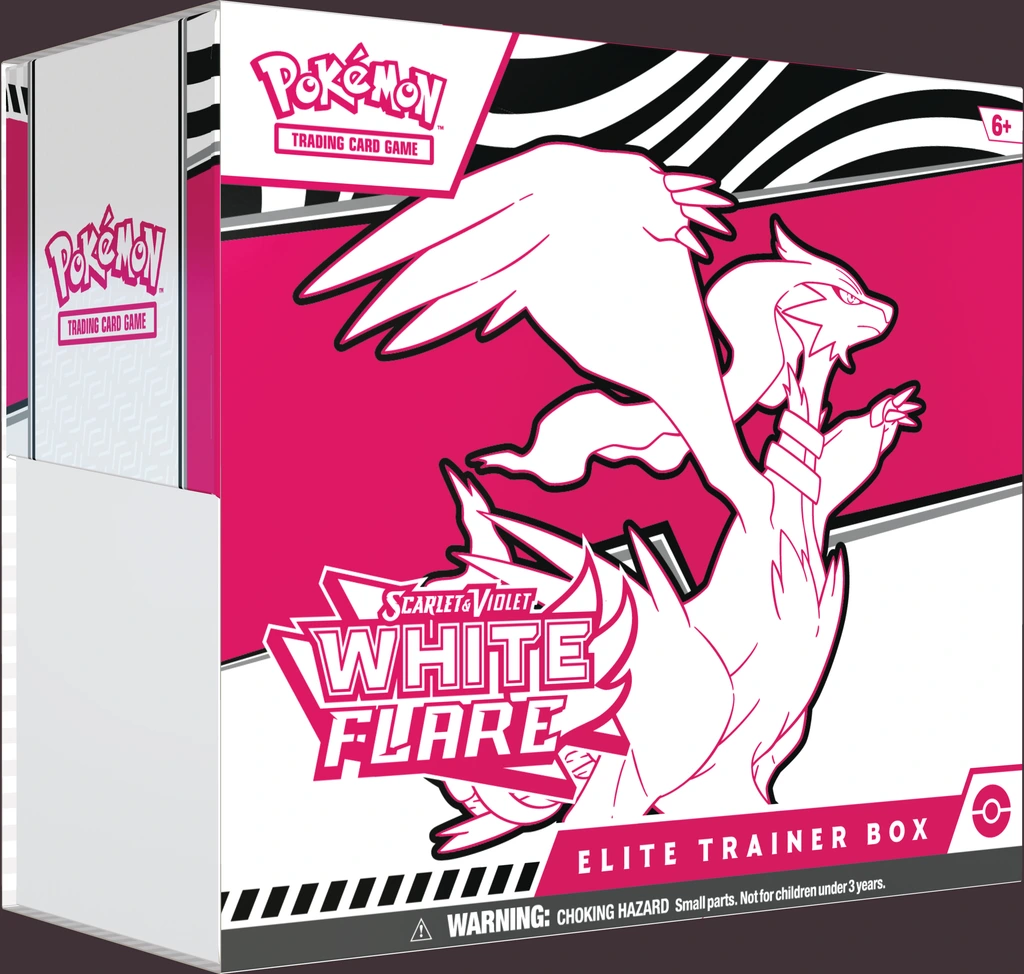 POKéMON
TRADING CARD GAME
6+
POKéMON
TRADING CARD GAME
SCARLET & VIOLET
WHITE
FLARE
ELITE TRAINER BOX
WARNING: CHOKING HAZARD Small parts. Not for children under 3 years.